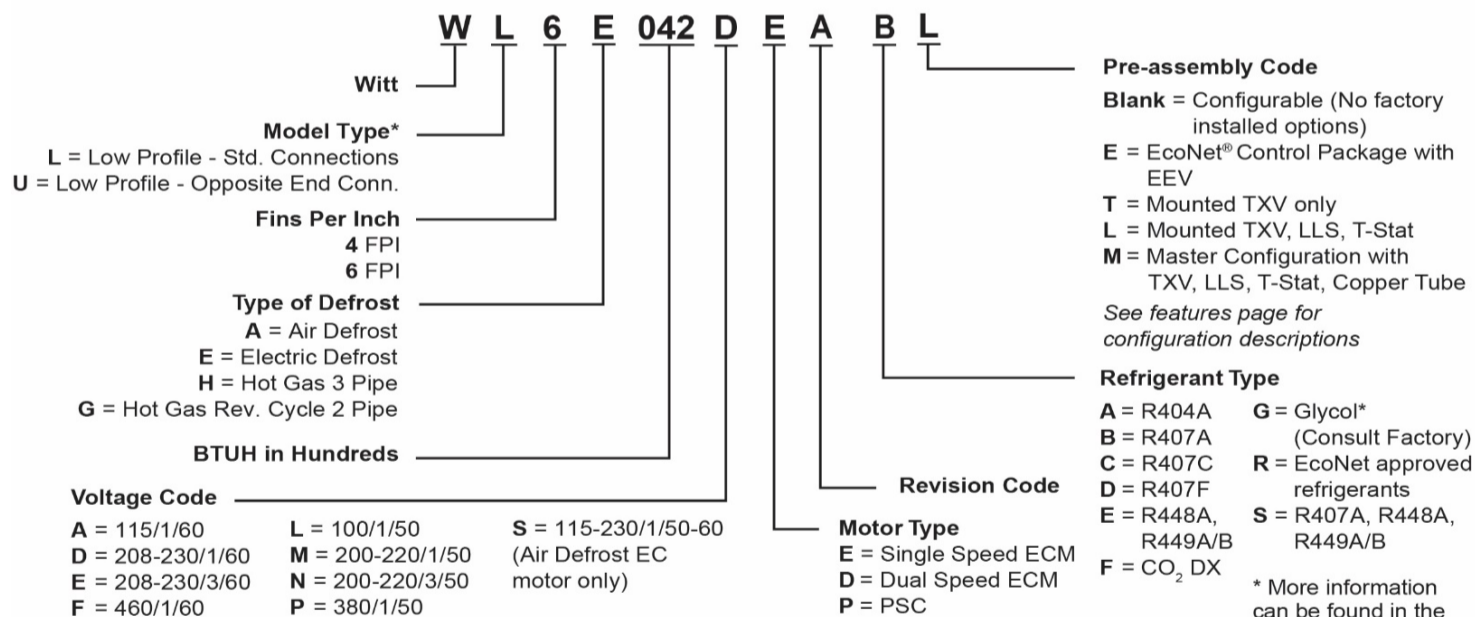 W L 6 E 042 D E A B L
Witt
Model Type*
L = Low Profile - Std. Connections
U = Low Profile - Opposite End Conn.
Fins Per Inch
4 FPI
6 FPI
Type of Defrost
A = Air Defrost
E = Electric Defrost
H = Hot Gas 3 Pipe
G = Hot Gas Rev. Cycle 2 Pipe
BTUH in Hundreds
Voltage Code
A = 115/1/60
D = 208-230/1/60
E = 208-230/3/60
F = 460/1/60
L = 100/1/50
M = 200-220/1/50
N = 200-220/3/50
P = 380/1/50
S = 115-230/1/50-60
(Air Defrost EC
motor only)
Motor Type
E = Single Speed ECM
D = Dual Speed ECM
P = PSC
Revision Code
Refrigerant Type
A = R404A
B = R407A
C = R407C
D = R407F
E = R448A,
R449A/B
F = CO₂ DX
G = Glycol*
(Consult Factory)
R = EcoNet approved
refrigerants
S = R407A, R448A,
R449A/B
* More information
can be found in the
Pre-assembly Code
Blank = Configurable (No factory
installed options)
E = EcoNet® Control Package with
EEV
T = Mounted TXV only
L = Mounted TXV, LLS, T-Stat
M = Master Configuration with
TXV, LLS, T-Stat, Copper Tube
See features page for
configuration descriptions